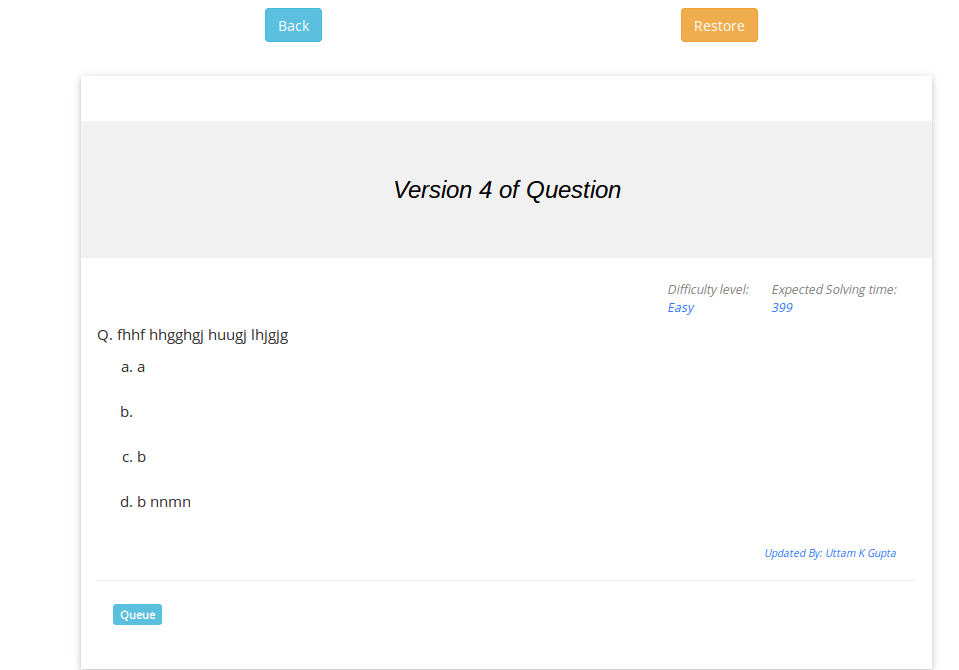 Back
Restore
Version 4 of Question
Difficulty level:
Expected Solving time:
Easy
399
Q. fhhf hhgghgj huugj lhjgjg
a. a
b.
c. b
d. b nnmn
Updated By: Uttam K Gupta
Queue